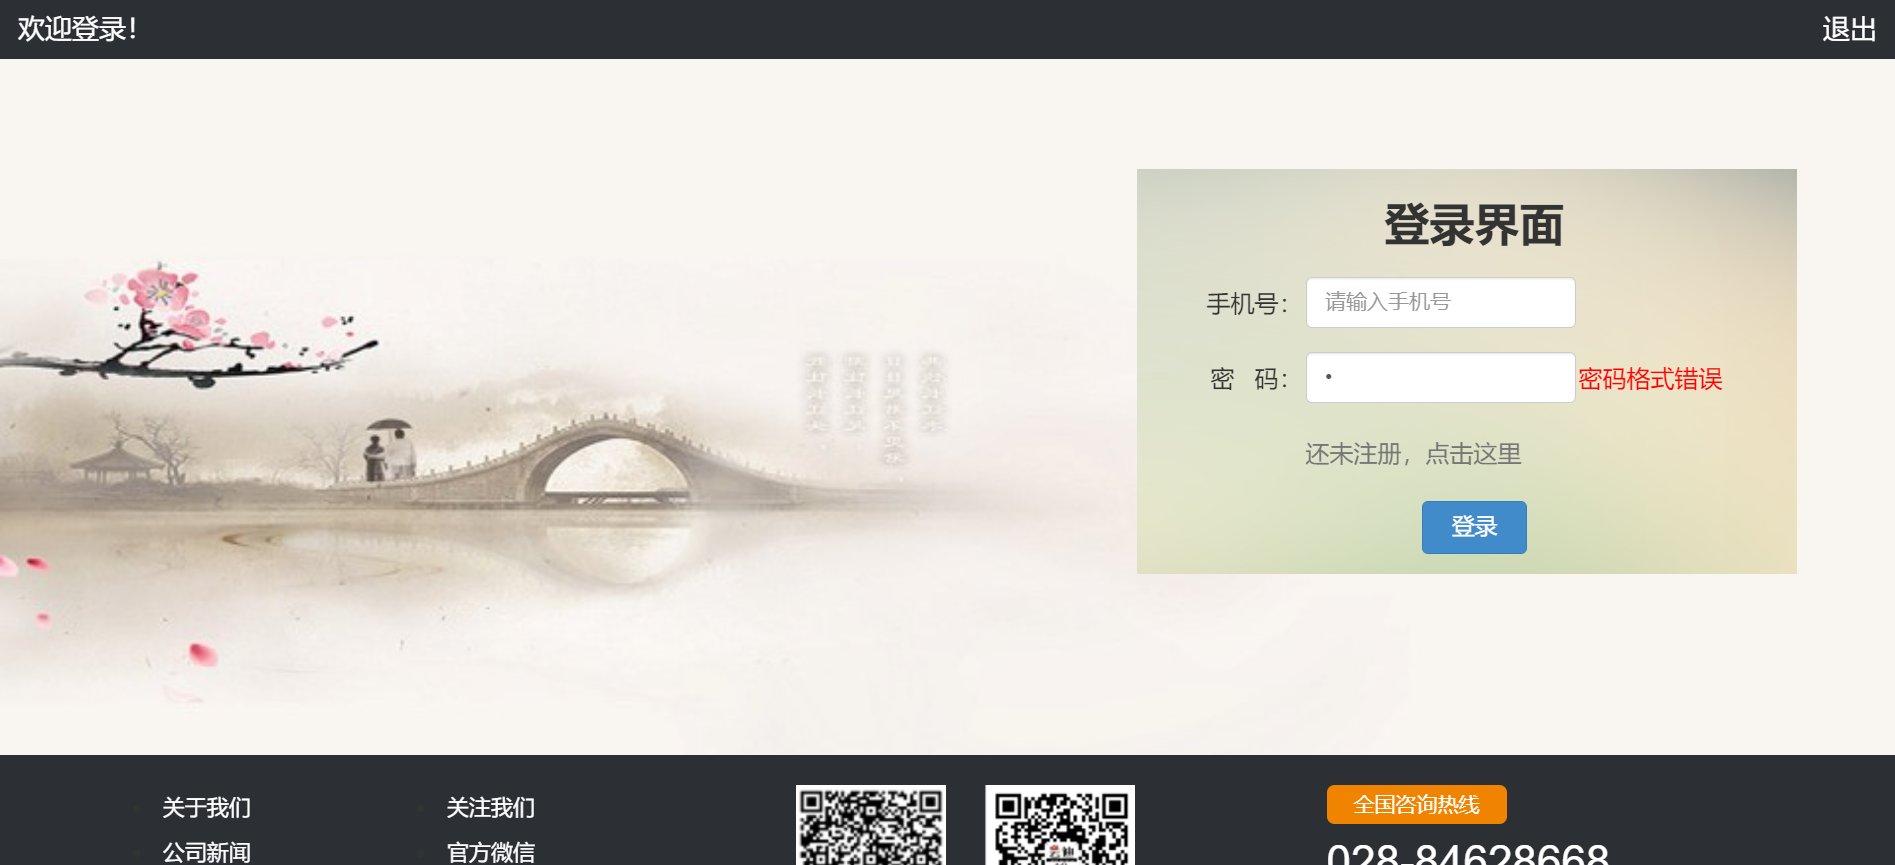 欢迎登录！
退出
登录界面
手机号：
请输入手机号
密 码：
密码格式错误
还未注册，点击这里
登录
关于我们
关注我们
全国咨询热线
公司新闻
官方微信
028-84628668